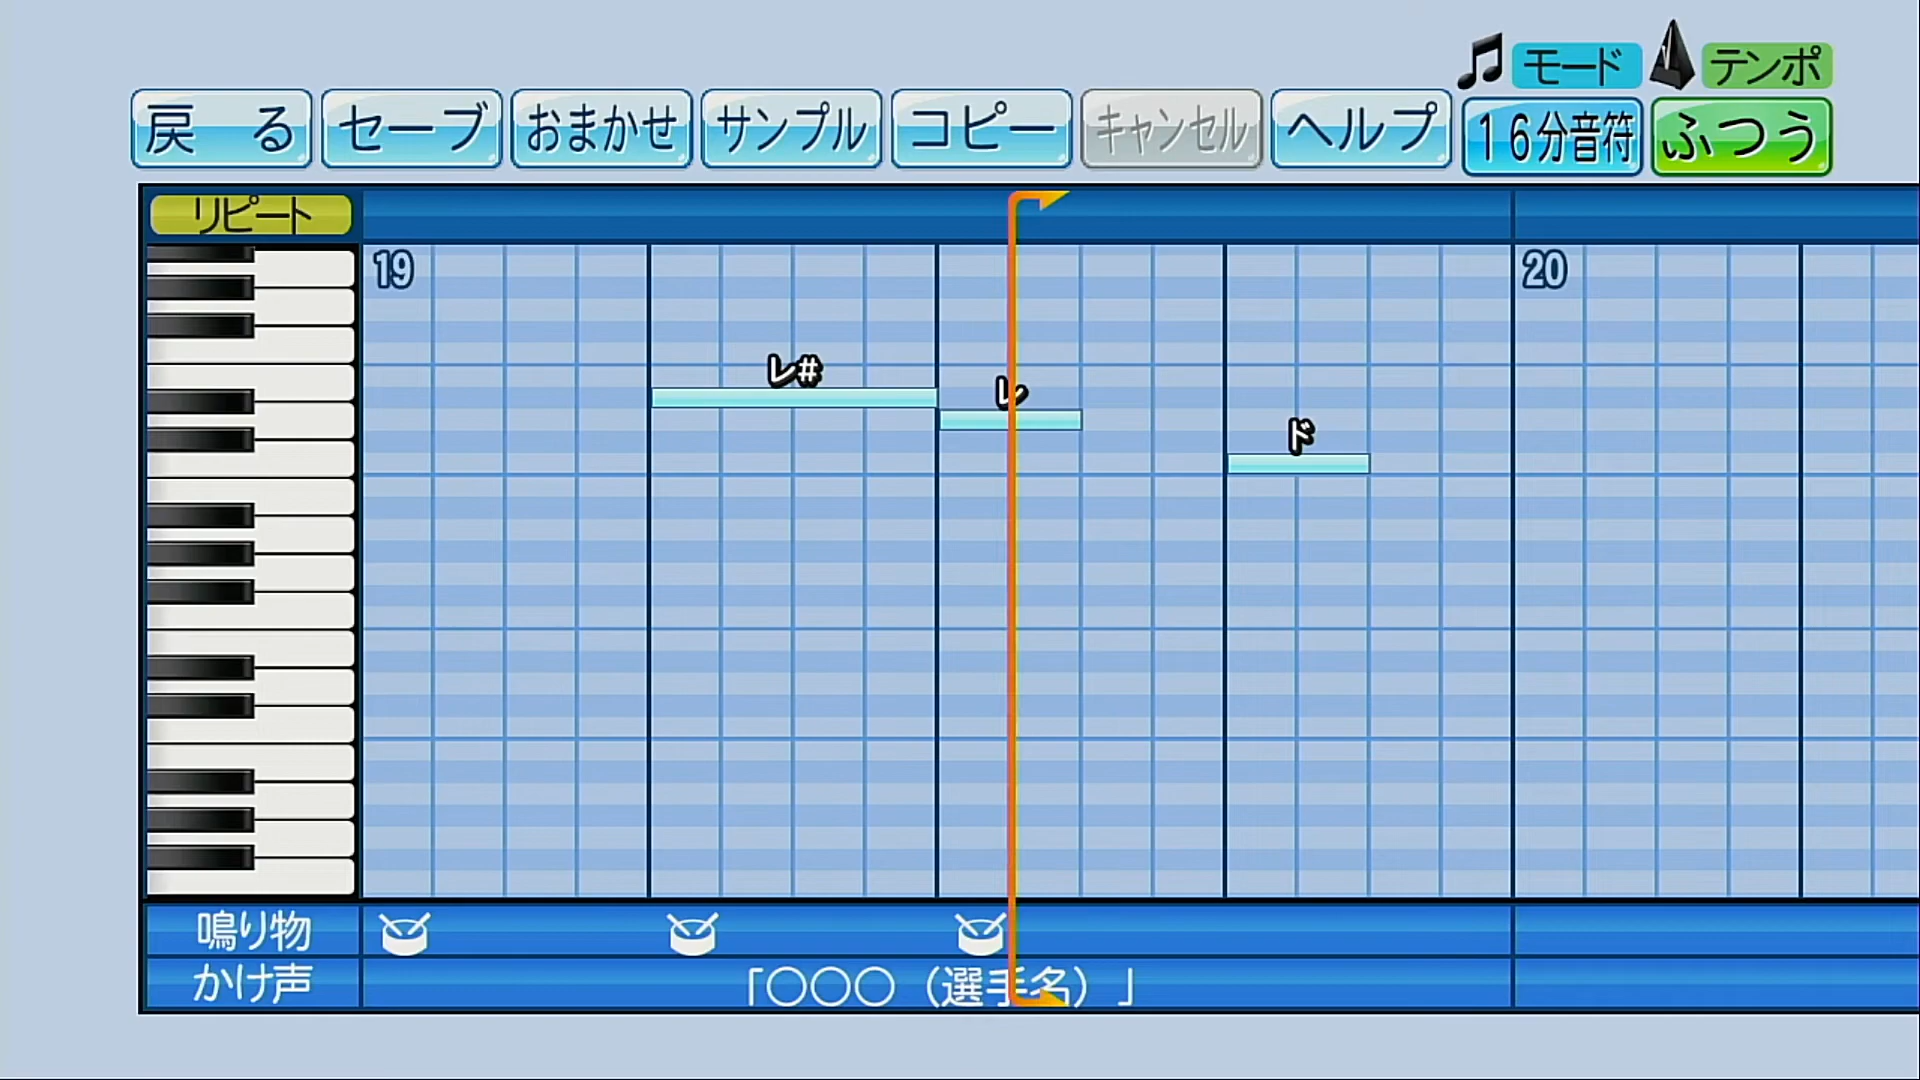 モード テンポ
戻る セーブ おまかせ サンプル コピー キャンセル ヘルプ 16分音符 ふつう
リピート
19 20
レ#
レ
ド
鳴り物
かけ声 「○○○（選手名）」